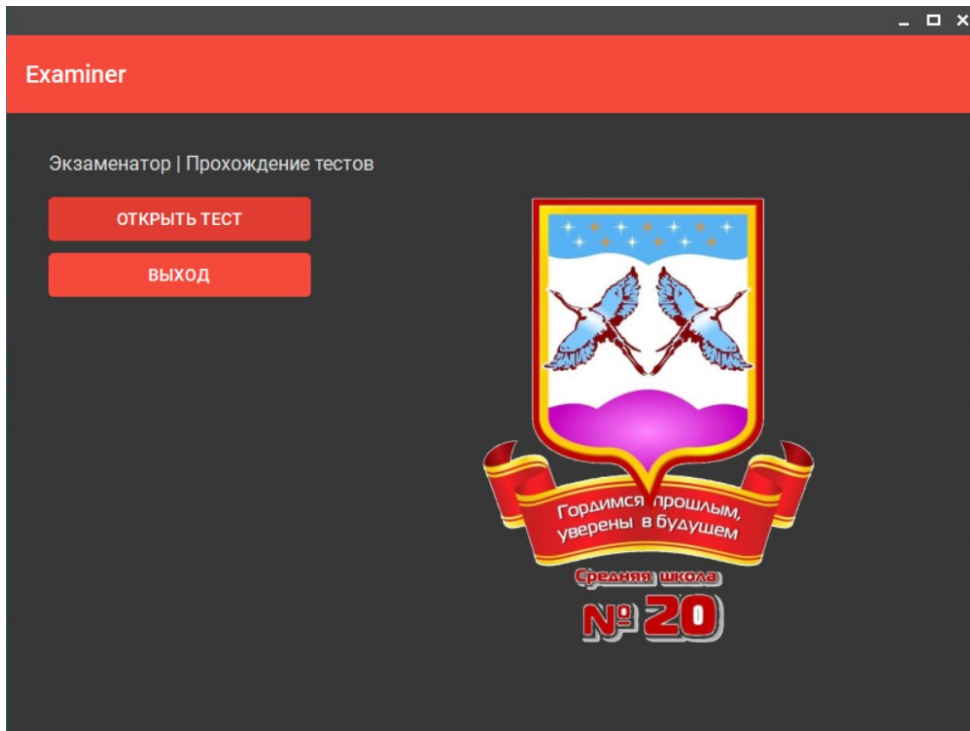 Examiner
Экзаменатор | Прохождение тестов
ОТКРЫТЬ ТЕСТ
ВЫХОД
Гордимся прошлым,
уверены в будущем
Средняя школа
№ 20